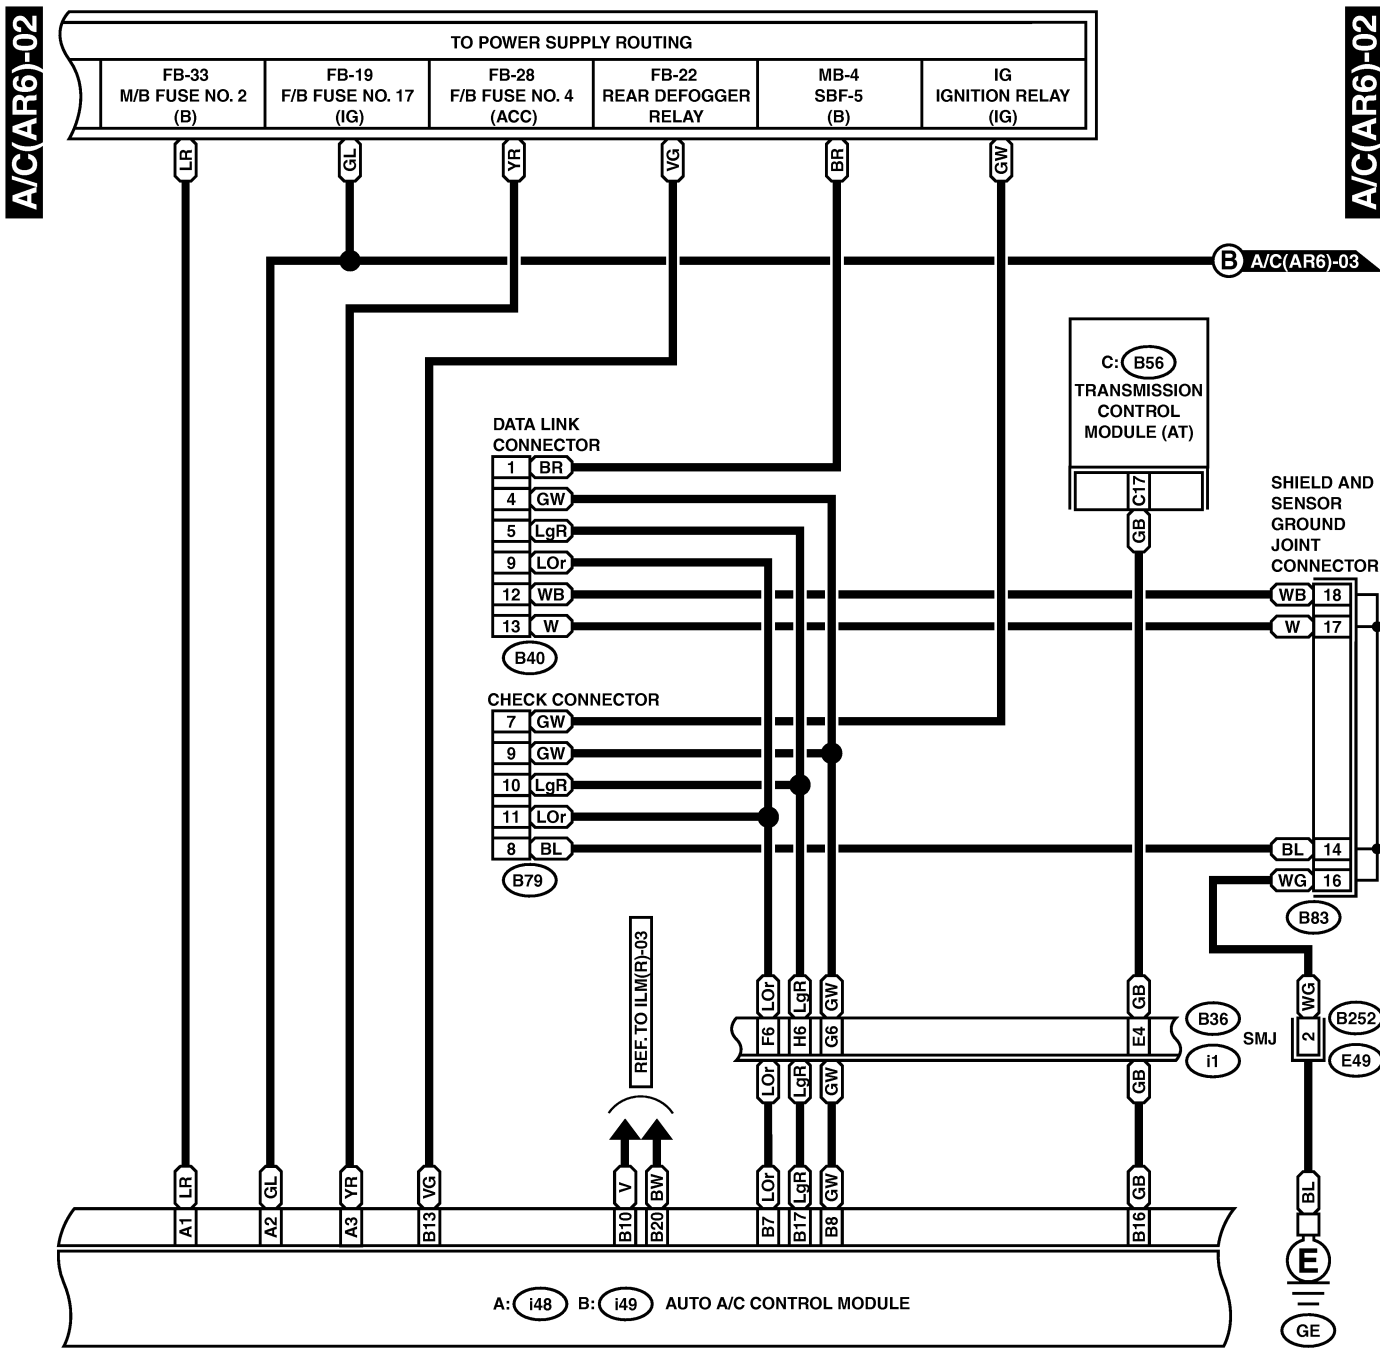 A/C(AR6)-02
A/C(AR6)-02
TO POWER SUPPLY ROUTING
FB-33
M/B FUSE NO. 2
(B)
FB-19
F/B FUSE NO. 17
(IG)
FB-28
F/B FUSE NO. 4
(ACC)
FB-22
REAR DEFOGGER
RELAY
MB-4
SBF-5
(B)
IG
IGNITION RELAY
(IG)
LR
GL
YR
VG
BR
GW
B
A/C(AR6)-03
C: B56
TRANSMISSION
CONTROL
MODULE (AT)
C17
GB
DATA LINK
CONNECTOR
1 BR
4 GW
5 LgR
9 LOr
12 WB
13 W
B40
SHIELD AND
SENSOR
GROUND
JOINT
CONNECTOR
WB 18
W 17
BL 14
WG 16
B83
CHECK CONNECTOR
7 GW
9 GW
10 LgR
11 LOr
8 BL
B79
REF. TO ILM(R)-03
LOr
LgR
GW
GB
WG
F6
H6
G6
E4
B36
i1
SMJ
2
B252
E49
LOr
LgR
GW
GB
LR
GL
YR
VG
V
BW
LOr
LgR
GW
GB
BL
A1
A2
A3
B13
B10
B20
B7
B17
B8
B16
E
GE
A: i48 B: i49 AUTO A/C CONTROL MODULE